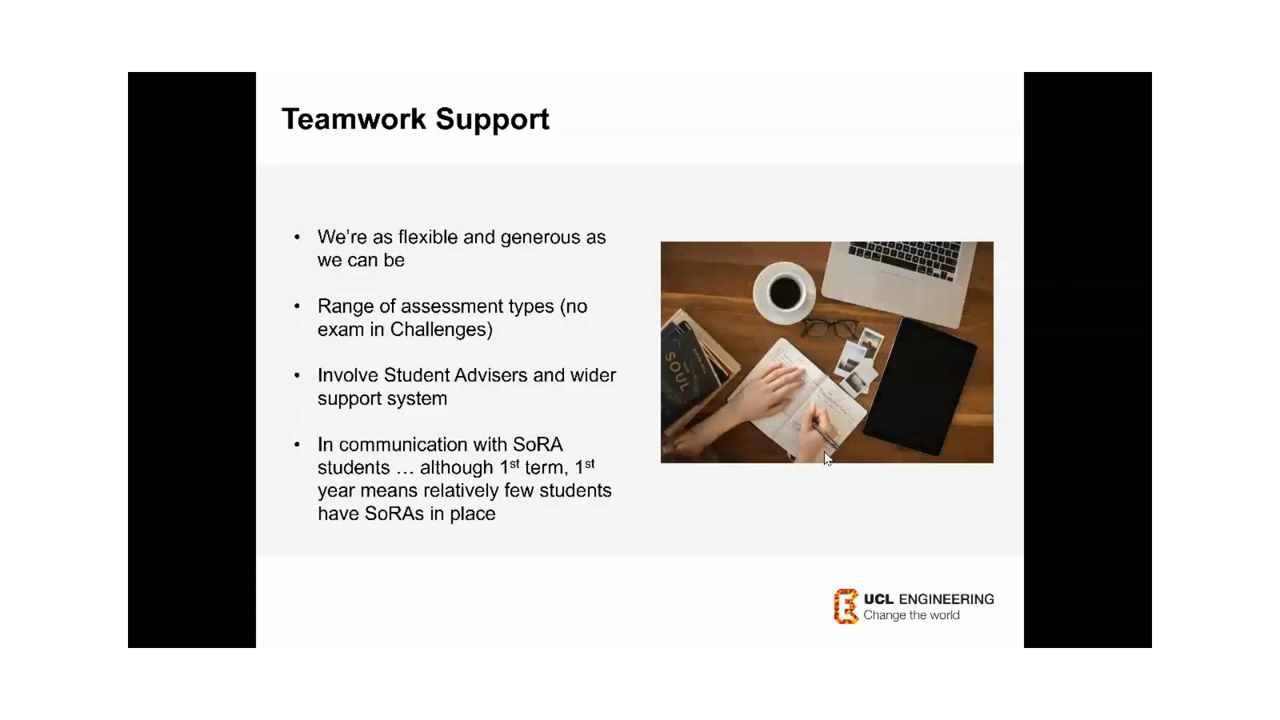 Teamwork Support
• We’re as flexible and generous as
we can be
• Range of assessment types (no
exam in Challenges)
• Involve Student Advisers and wider
support system
• In communication with SoRA
students … although 1st term, 1st
year means relatively few students
have SoRAs in place
SOUL
UCL ENGINEERING
Change the world